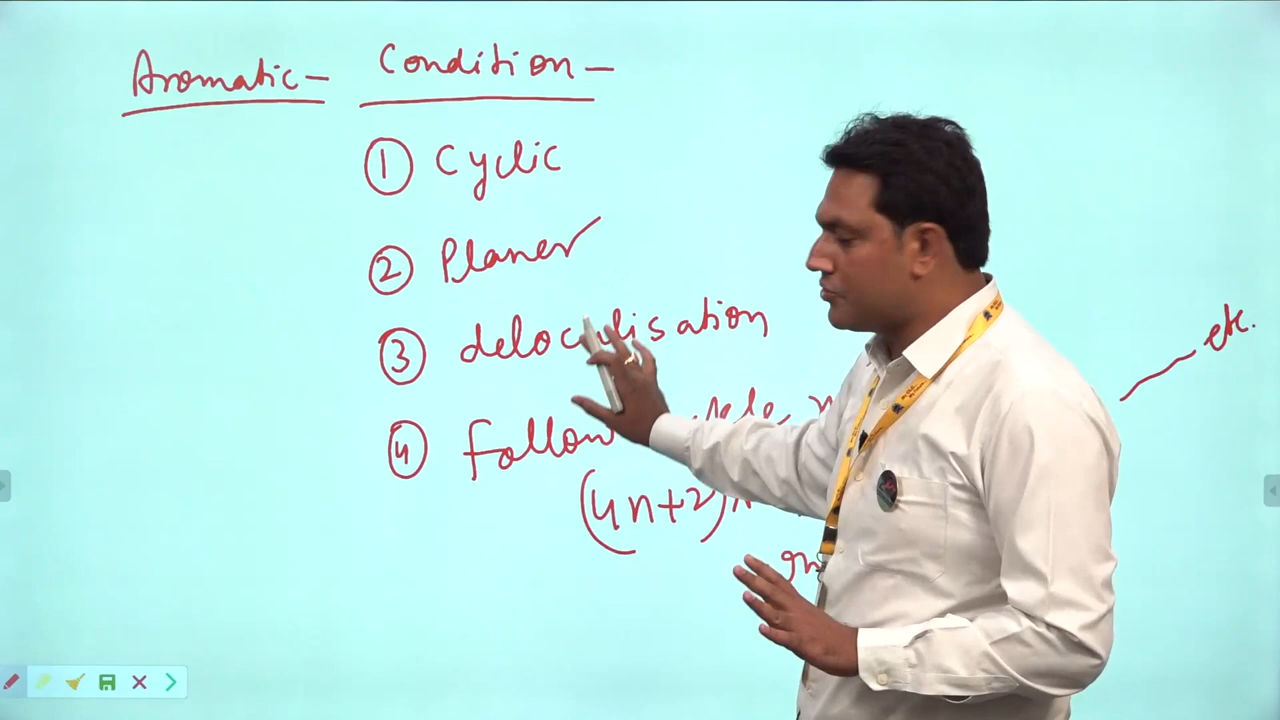 Aromatic - Condition -
① Cyclic
② Planer
③ delocalisation
④ follow
(4n+2)
etc.